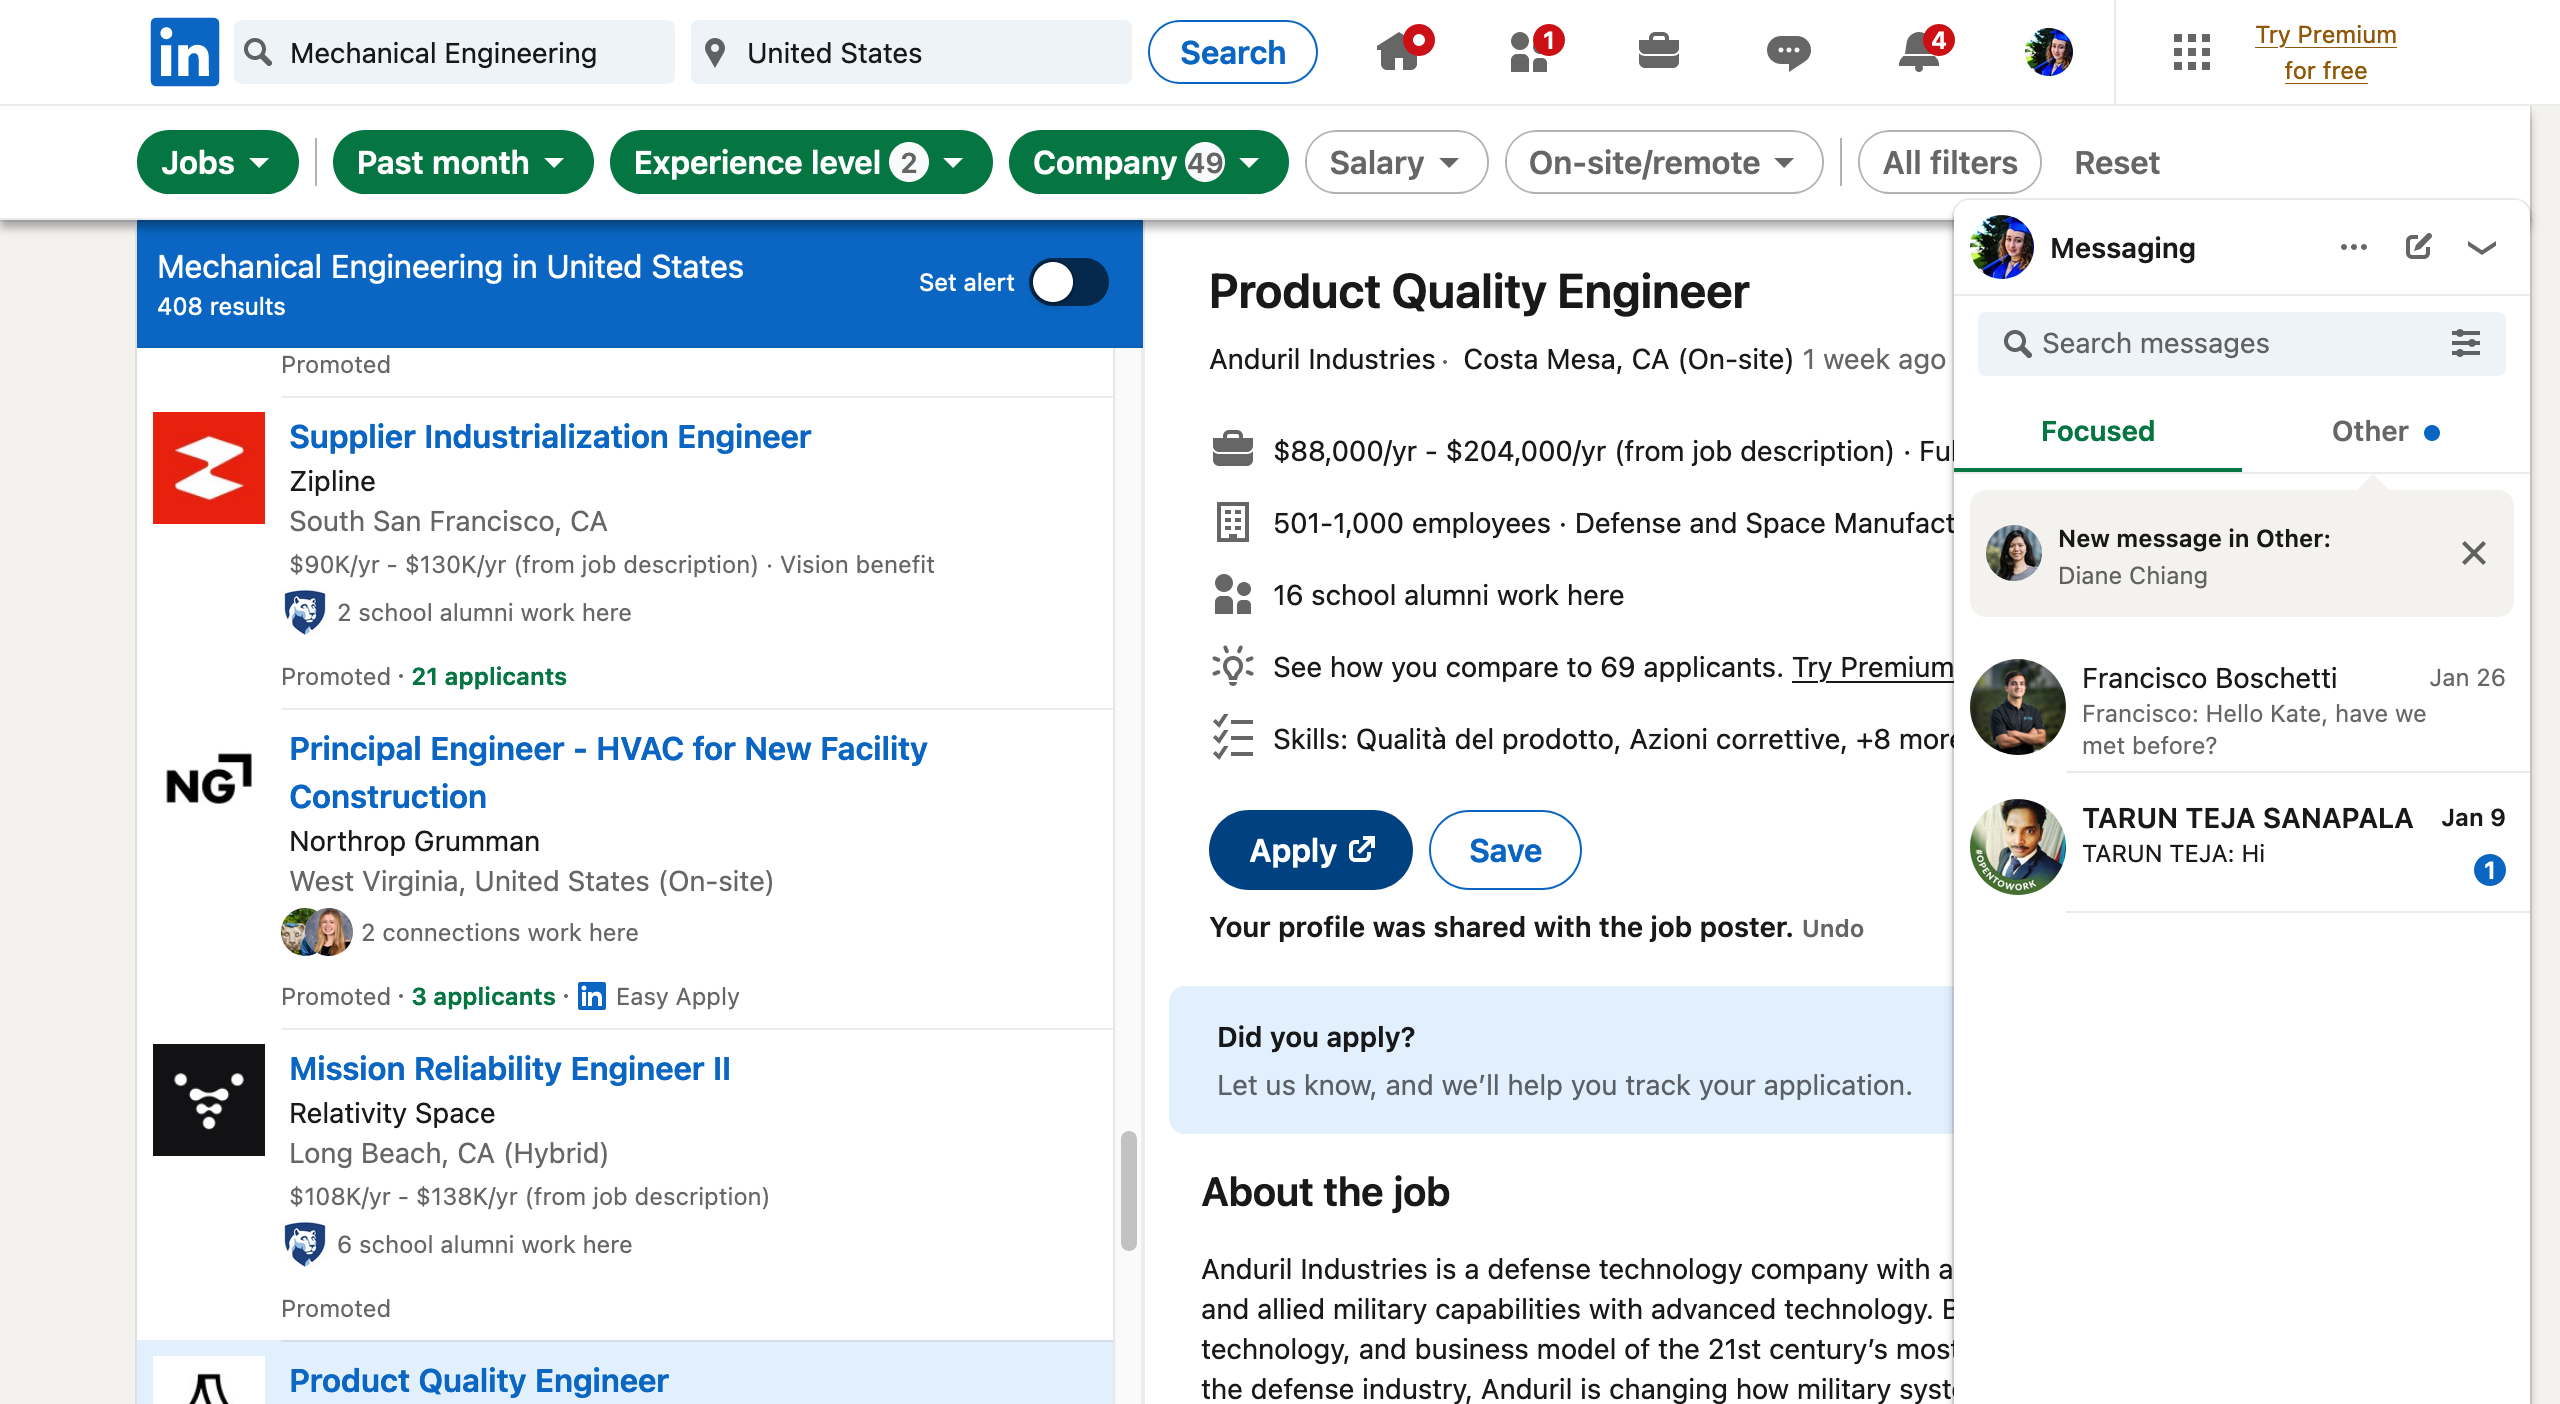 in
Mechanical Engineering
United States
Search
1
4
Try Premium
for free
Jobs
Past month
Experience level 2
Company 49
Salary
On-site/remote
All filters
Reset
Mechanical Engineering in United States
408 results
Set alert
Promoted
Supplier Industrialization Engineer
Zipline
South San Francisco, CA
$90K/yr - $130K/yr (from job description) · Vision benefit
2 school alumni work here
Promoted · 21 applicants
NG
Principal Engineer - HVAC for New Facility
Construction
Northrop Grumman
West Virginia, United States (On-site)
2 connections work here
Promoted · 3 applicants · in Easy Apply
Mission Reliability Engineer II
Relativity Space
Long Beach, CA (Hybrid)
$108K/yr - $138K/yr (from job description)
6 school alumni work here
Promoted
Product Quality Engineer
Product Quality Engineer
Anduril Industries · Costa Mesa, CA (On-site) 1 week ago
$88,000/yr - $204,000/yr (from job description) · Ful
501-1,000 employees · Defense and Space Manufact
16 school alumni work here
See how you compare to 69 applicants. Try Premium
Skills: Qualità del prodotto, Azioni correttive, +8 more
Apply
Save
Your profile was shared with the job poster. Undo
Did you apply?
Let us know, and we’ll help you track your application.
About the job
Anduril Industries is a defense technology company with a
and allied military capabilities with advanced technology. B
technology, and business model of the 21st century’s most
the defense industry, Anduril is changing how military syst
Messaging
Search messages
Focused
Other
New message in Other:
Diane Chiang
Francisco Boschetti Jan 26
Francisco: Hello Kate, have we
met before?
TARUN TEJA SANAPALA Jan 9
TARUN TEJA: Hi
1
#OPENTOWORK